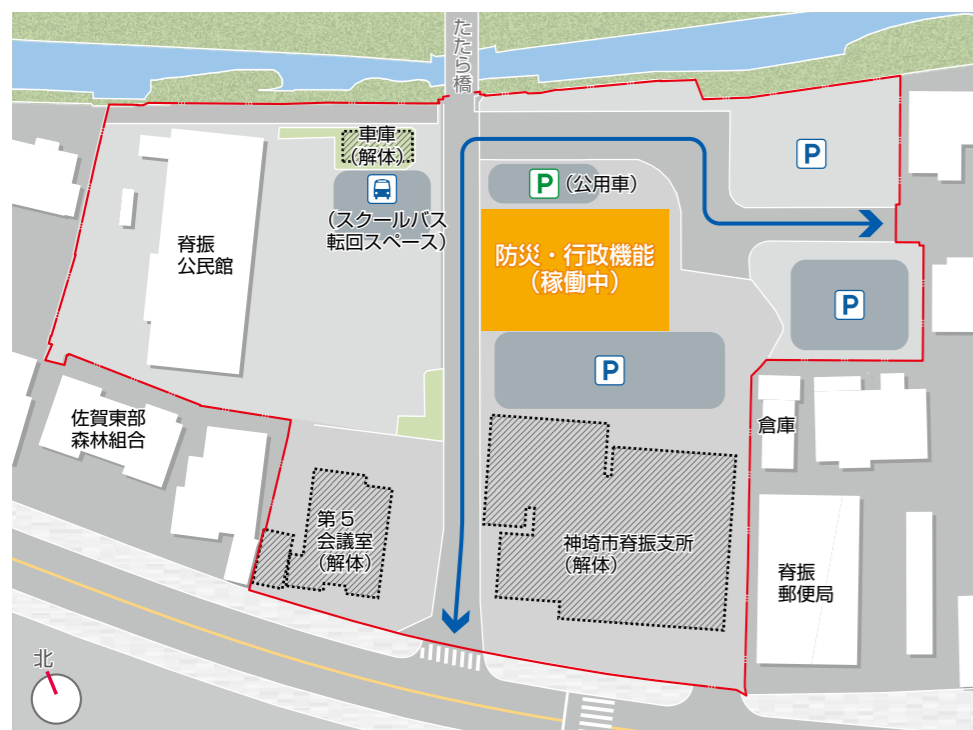 たたら橋
車庫
(解体)
P
P (公用車)
(スクールバス
転回スペース)
脊振
公民館
防災・行政機能
(稼働中)
P
P
佐賀東部
森林組合
倉庫
第5
会議室
(解体)
神埼市脊振支所
(解体)
脊振
郵便局
北